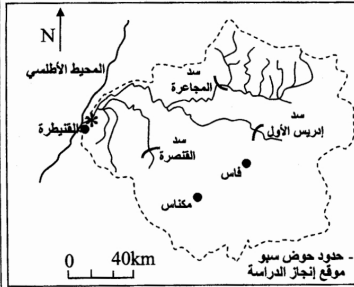 N
المحيط الأطلسي
سد
المجاعرة
القنيطرة
سد
إدريس الأول
سد
القنصرة
فاس
مكناس
0 40km
حدود حوض سبو
موقع إنجاز الدراسة